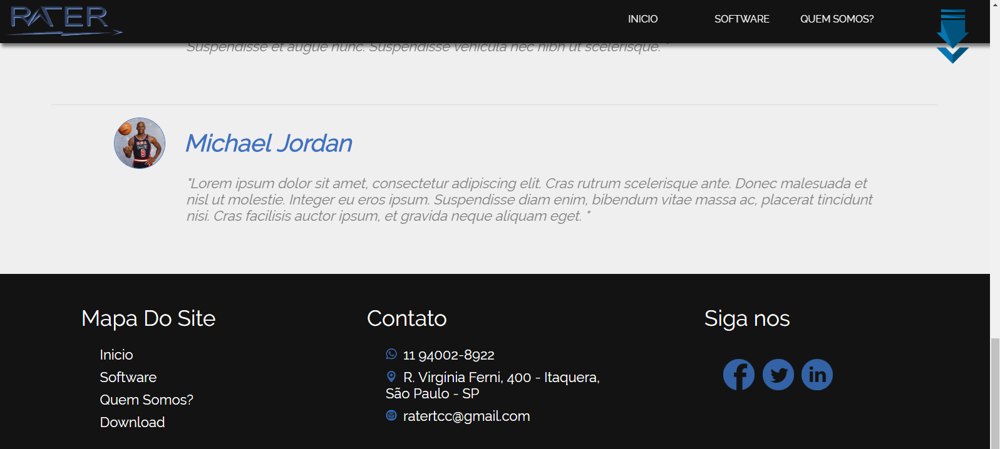 RATER
INICIO SOFTWARE QUEM SOMOS?
Suspendisse et augue nunc. Suspendisse vehicula nec nibh ut scelerisque. "
Michael Jordan
"Lorem ipsum dolor sit amet, consectetur adipiscing elit. Cras rutrum scelerisque ante. Donec malesuada et
nisl ut molestie. Integer eu eros ipsum. Suspendisse diam enim, bibendum vitae massa ac, placerat tincidunt
nisi. Cras facilisis auctor ipsum, et gravida neque aliquam eget. "
Mapa Do Site
Inicio
Software
Quem Somos?
Download
Contato
11 94002-8922
R. Virgínia Ferni, 400 - Itaquera,
São Paulo - SP
ratertcc@gmail.com
Siga nos